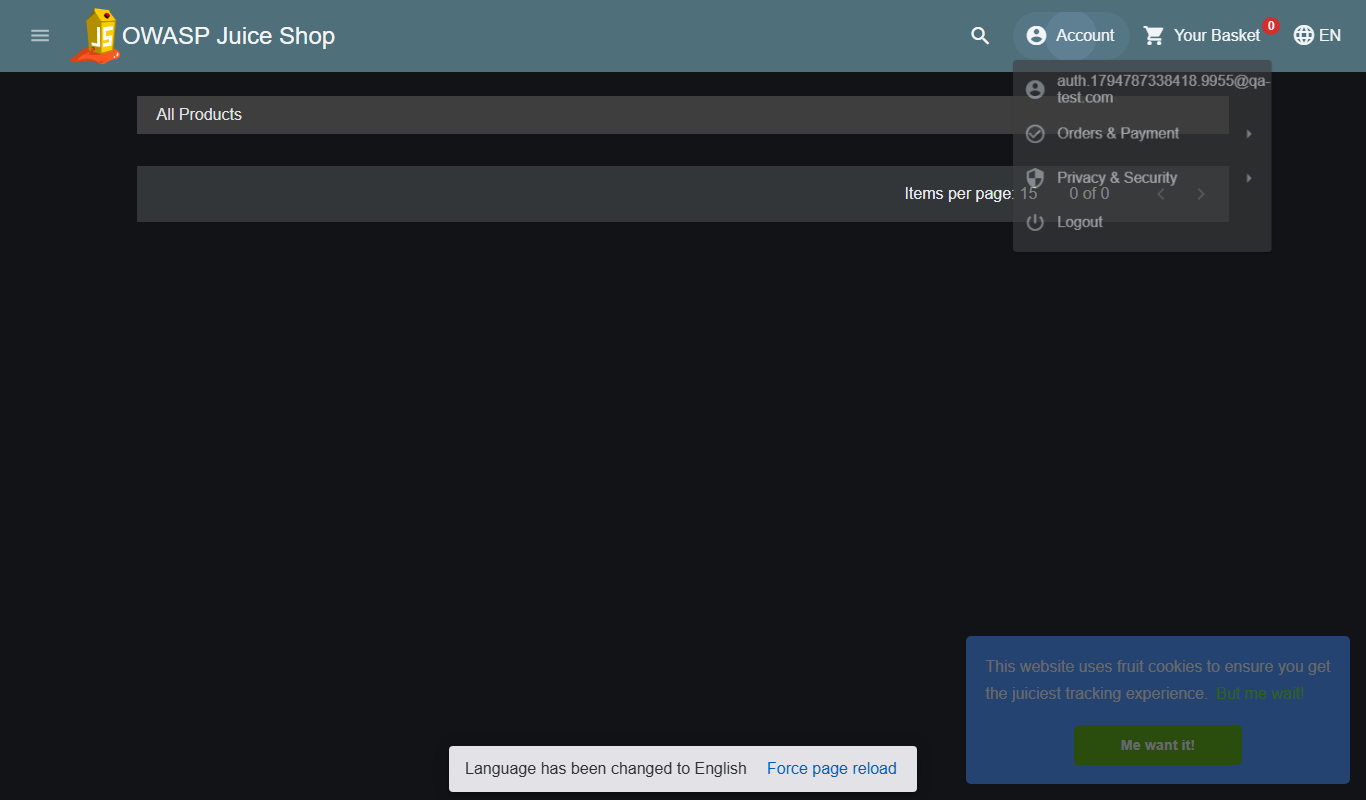 OWASP Juice Shop
Account
Your Basket
0
EN
auth.1794787338418.9955@qa-
test.com
All Products
Orders & Payment
Privacy & Security
Items per page: 15
0 of 0
Logout
This website uses fruit cookies to ensure you get
the juiciest tracking experience. But me wait!
Me want it!
Language has been changed to English
Force page reload